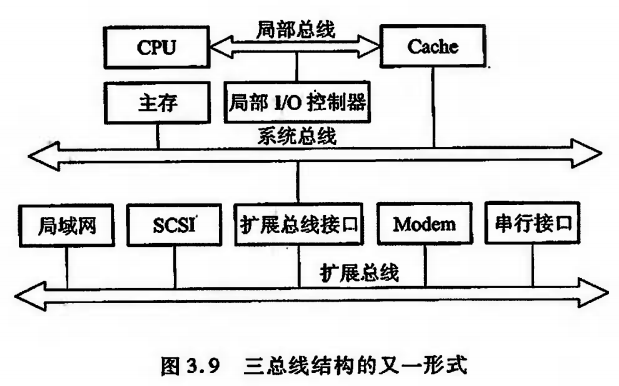 局部总线
CPU
Cache
主存
局部 I/O 控制器
系统总线
局域网
SCSI
扩展总线接口
Modem
串行接口
扩展总线
图 3.9 三总线结构的又一形式